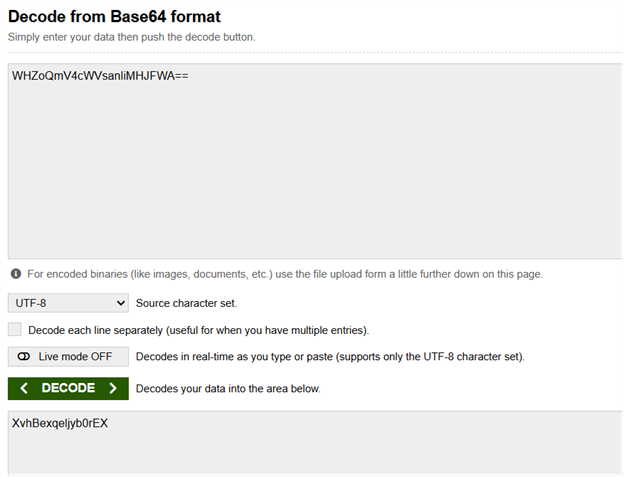 Decode from Base64 format
Simply enter your data then push the decode button.
WHZoQmV4cWVsanliMHJFWA==
For encoded binaries (like images, documents, etc.) use the file upload form a little further down on this page.
UTF-8 Source character set.
Decode each line separately (useful for when you have multiple entries).
Live mode OFF Decodes in real-time as you type or paste (supports only the UTF-8 character set).
< DECODE > Decodes your data into the area below.
XvhBexqeljyb0rEX